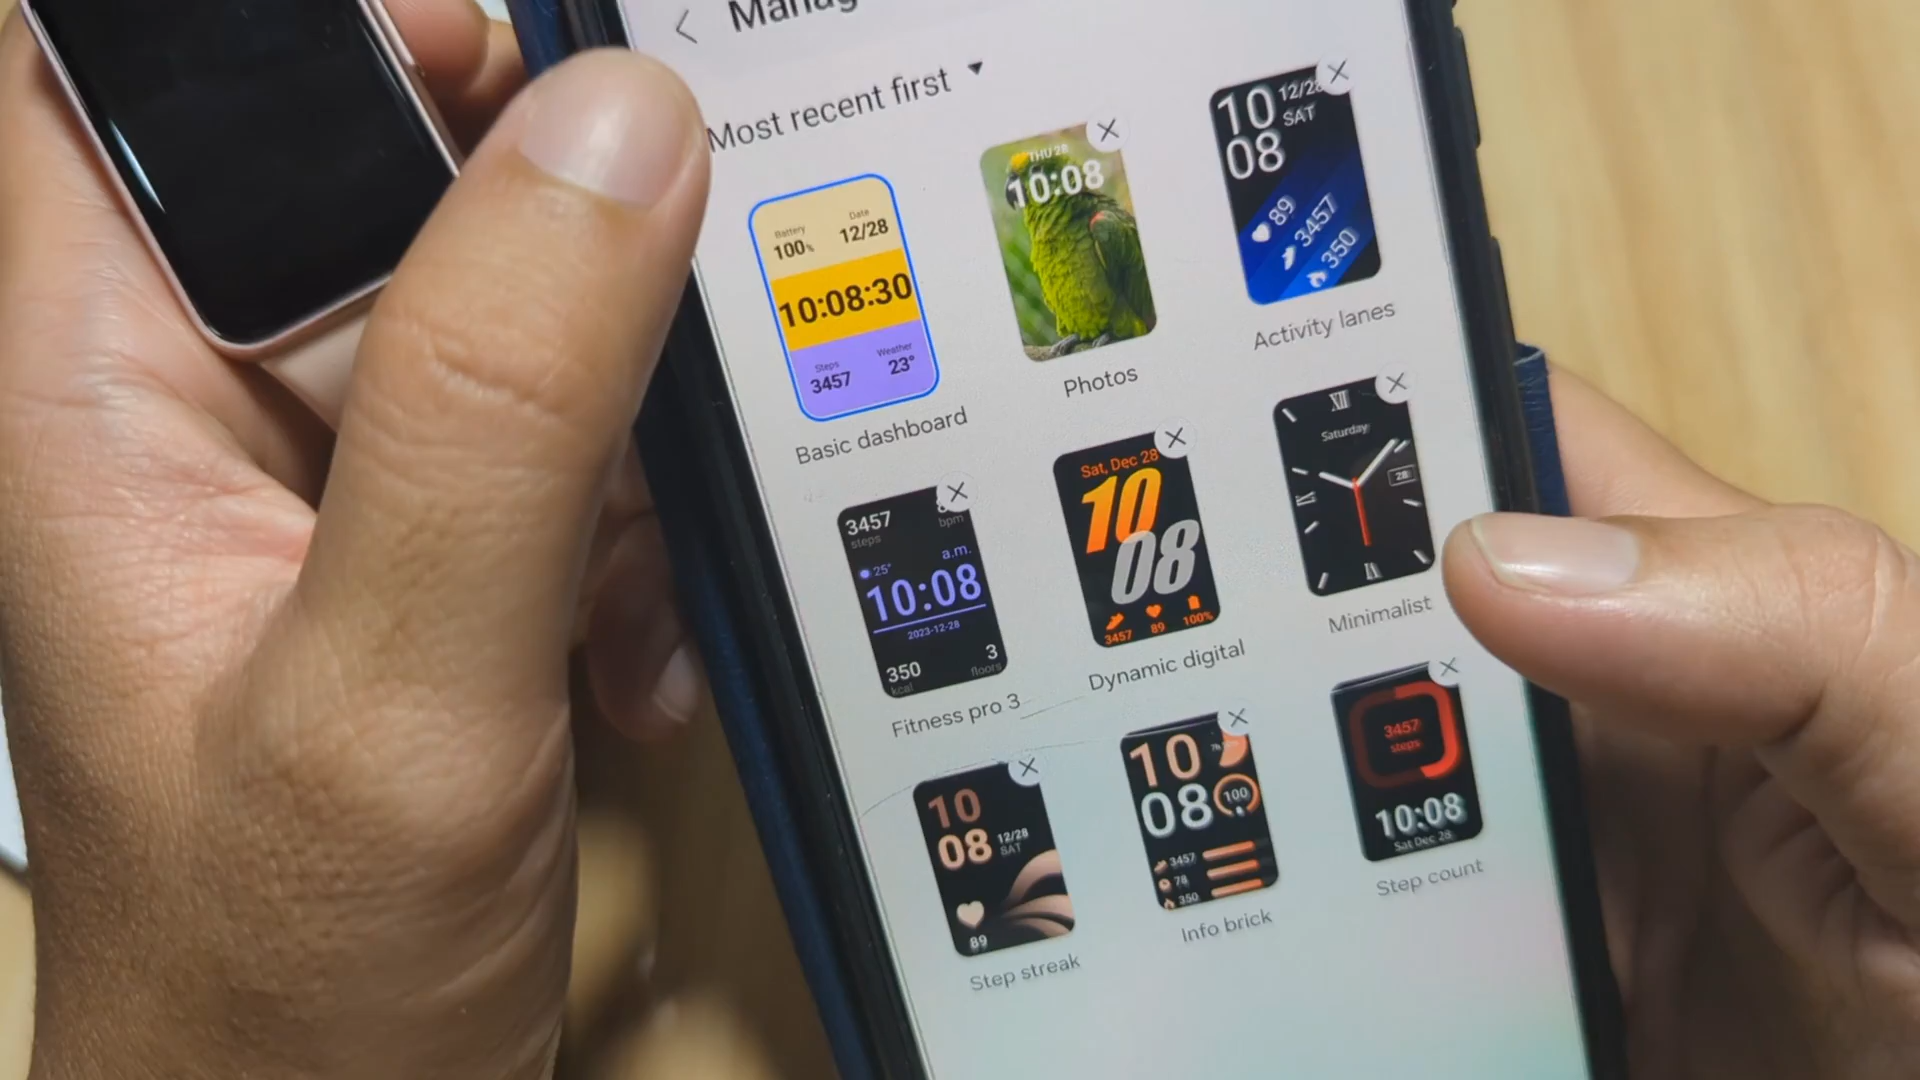 Most recent first
Battery
100%
Date
12/28
10:08:30
Steps
3457
Weather
23°
Basic dashboard
THU 28
10:08
Photos
10
08
SAT
89
3457
350
Activity lanes
3457
steps
bpm
25°
a.m.
10:08
2023-12-28
350
kcal
3
floors
Fitness pro 3
Sat, Dec 28
10
08
3457
89
100%
Dynamic digital
XII
Saturday
28
Minimalist
10
08
12/28
SAT
89
Step streak
10
08
100
3457
78
350
Info brick
3457
steps
10:08
Sat Dec 28
Step count